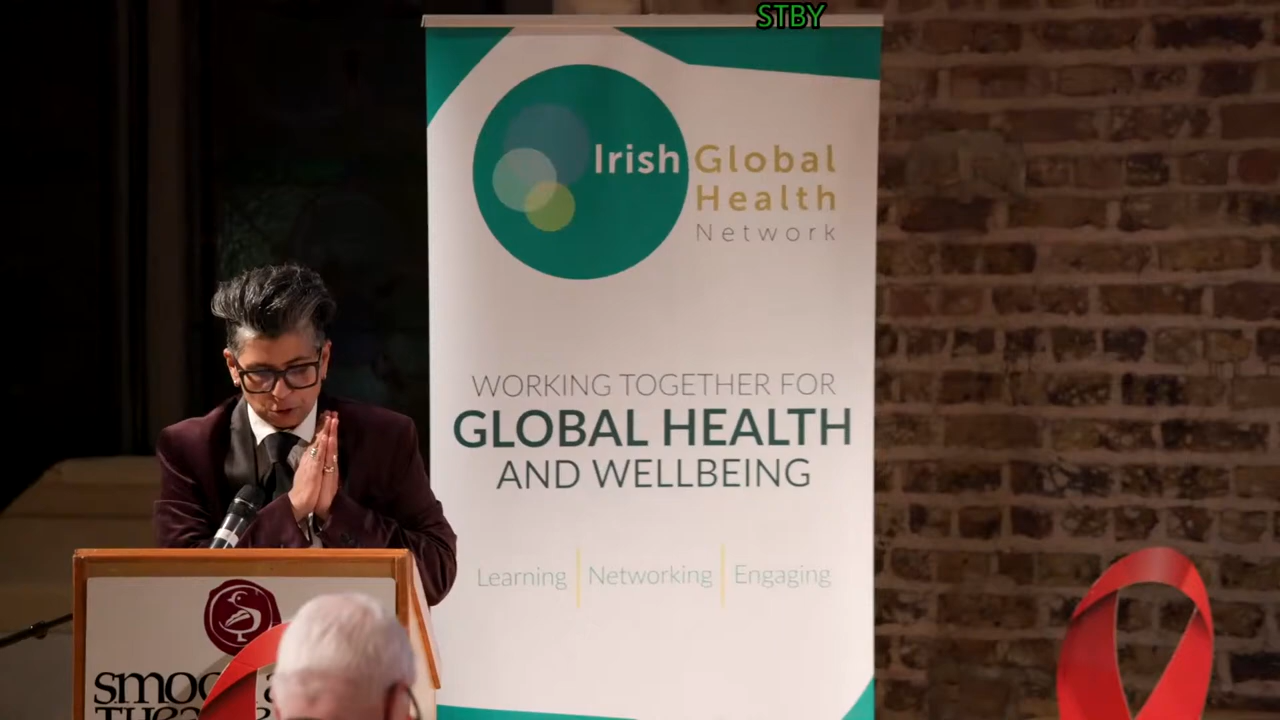 STBY
Irish Global
Health
Network
WORKING TOGETHER FOR
GLOBAL HEALTH
AND WELLBEING
Learning | Networking | Engaging